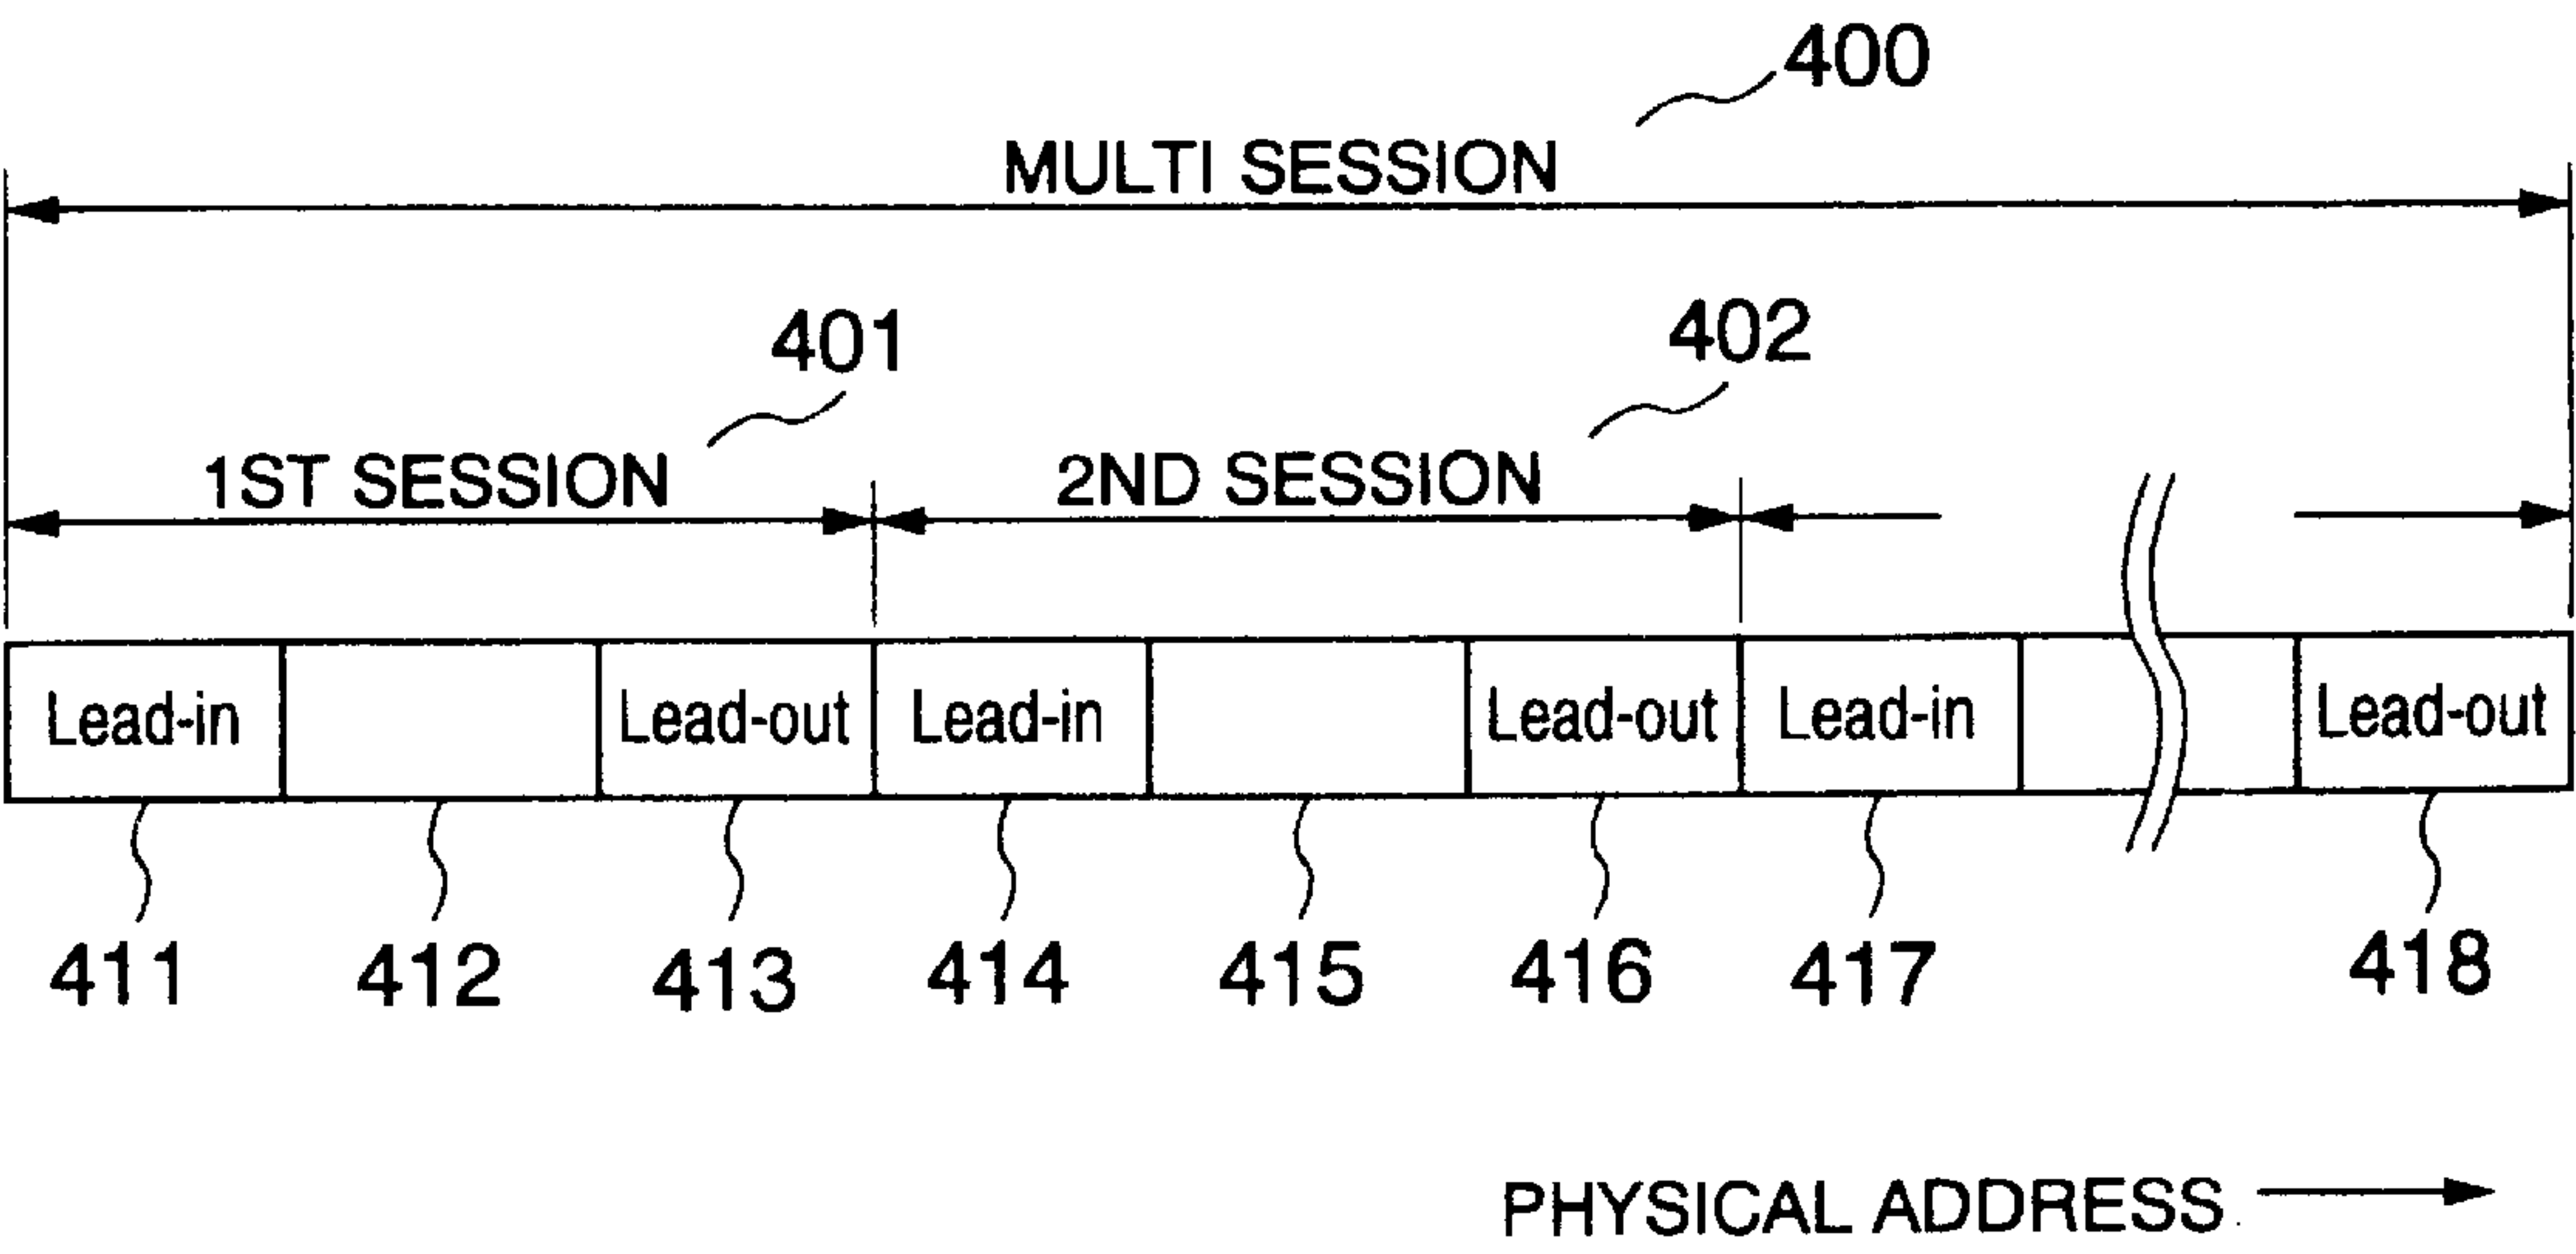 400
MULTI SESSION
401
402
1ST SESSION
2ND SESSION
Lead-in
Lead-out
Lead-in
Lead-out
Lead-in
Lead-out
411
412
413
414
415
416
417
418
PHYSICAL ADDRESS